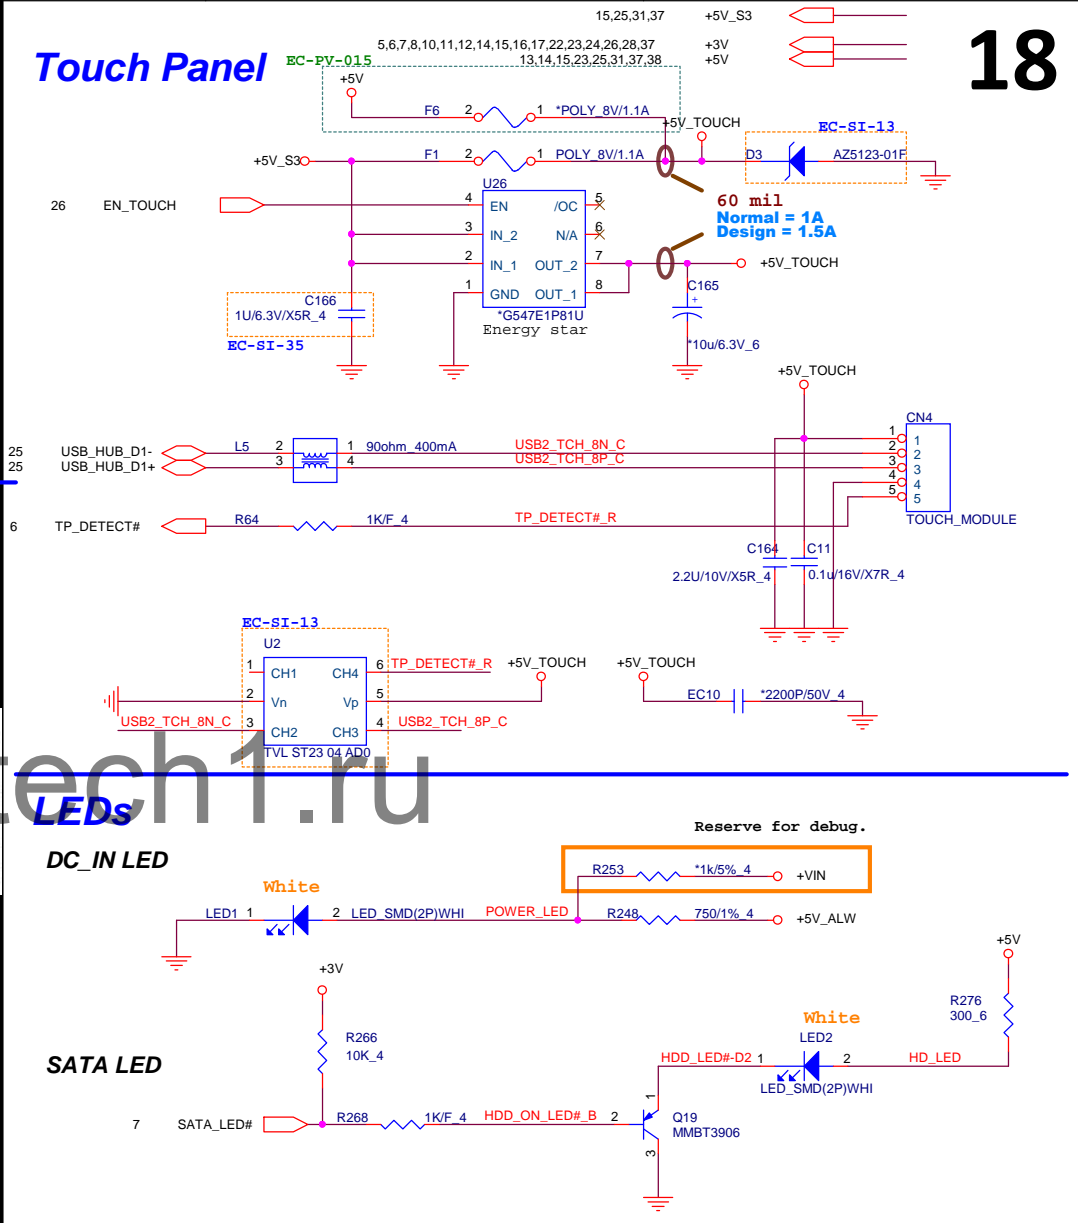 15,25,31,37 +5V_S3
5,6,7,8,10,11,12,14,15,16,17,22,23,24,26,28,37 +3V
13,14,15,23,25,31,37,38 +5V
18
Touch Panel
EC-PV-015
+5V
F6 2 1 *POLY_8V/1.1A
+5V_TOUCH
EC-SI-13
+5V_S3 F1 2 1 POLY_8V/1.1A D3 AZ5123-01F
U26
26 EN_TOUCH 4 EN /OC 5
60 mil
Normal = 1A
Design = 1.5A
3 IN_2 N/A 6
2 IN_1 OUT_2 7 +5V_TOUCH
1 GND OUT_1 8
C165
+
C166
1U/6.3V/X5R_4
*G547E1P81U
Energy star
EC-SI-35
*10u/6.3V_6
+5V_TOUCH
CN4
1 1
25 USB_HUB_D1- L5 2 1 90ohm_400mA USB2_TCH_8N_C 2 2
25 USB_HUB_D1+ 3 4 USB2_TCH_8P_C 3 3
4 4
5 5
6 TP_DETECT# R64 1K/F_4 TP_DETECT#_R TOUCH_MODULE
C164 C11
2.2U/10V/X5R_4 0.1u/16V/X7R_4
EC-SI-13
U2
1 CH1 CH4 6 TP_DETECT#_R +5V_TOUCH +5V_TOUCH
2 Vn Vp 5 EC10 *2200P/50V_4
USB2_TCH_8N_C 3 CH2 CH3 4 USB2_TCH_8P_C
TVL ST23 04 AD0
tech1.ru
LEDs
Reserve for debug.
DC_IN LED
R253 *1k/5%_4 +VIN
White
LED1 1 2 LED_SMD(2P)WHI POWER_LED R248 750/1%_4 +5V_ALW
+5V
+3V
R276
300_6
White
R266
10K_4
LED2
SATA LED
HDD_LED#-D2 1 2 HD_LED
LED_SMD(2P)WHI
1
7 SATA_LED# R268 1K/F_4 HDD_ON_LED#_B 2 Q19
MMBT3906
3